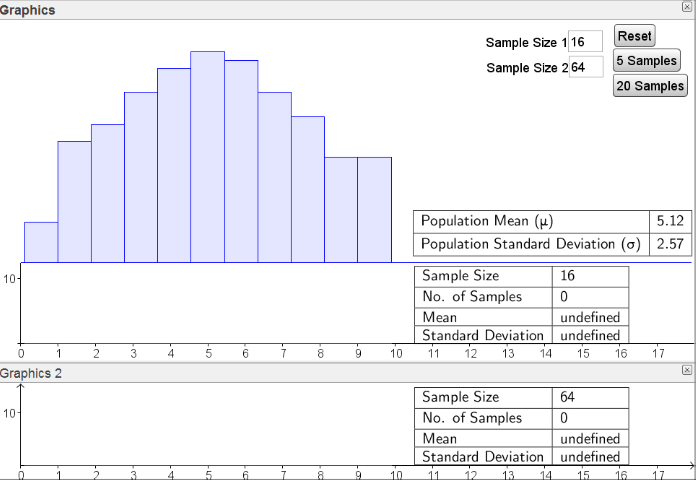 Graphics
Sample Size 1 16 Reset
Sample Size 2 64 5 Samples
20 Samples
Population Mean (μ) 5.12
Population Standard Deviation (σ) 2.57
10
Sample Size 16
No. of Samples 0
Mean undefined
Standard Deviation undefined
0 1 2 3 4 5 6 7 8 9 10 11 12 13 14 15 16 17
Graphics 2
10
Sample Size 64
No. of Samples 0
Mean undefined
Standard Deviation undefined
0 1 2 3 4 5 6 7 8 9 10 11 12 13 14 15 16 17